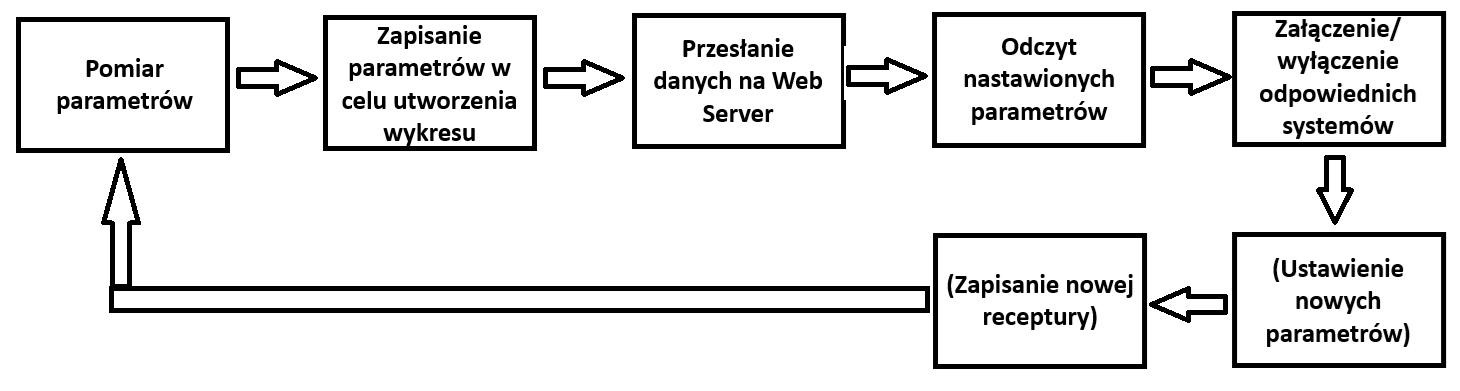 Pomiar
parametrów
Zapisanie
parametrów w
celu utworzenia
wykresu
Przesłanie
danych na Web
Server
Odczyt
nastawionych
parametrów
Załączenie/
wyłączenie
odpowiednich
systemów
(Ustawienie
nowych
parametrów)
(Zapisanie nowej
receptury)